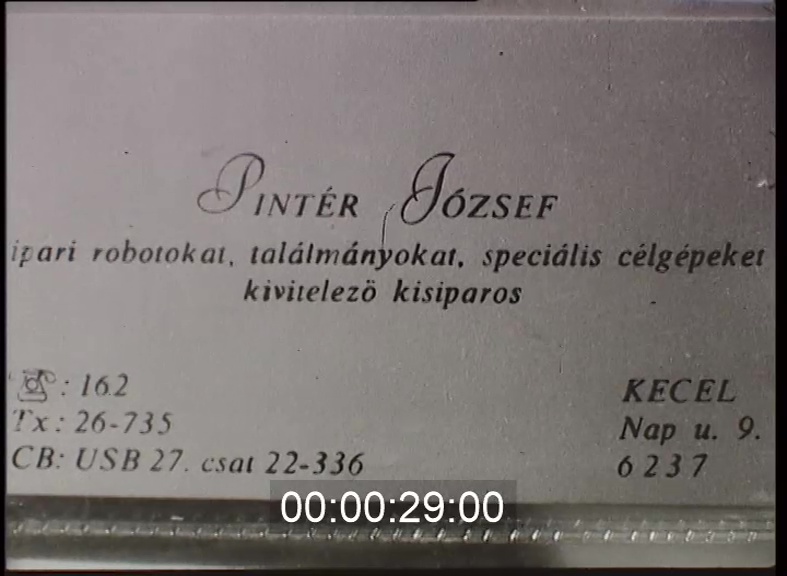 PINTÉR JÓZSEF
ipari robotokat, találmányokat, speciális célgépeket
kivitelező kisiparos
☎: 162
Tx: 26-735
CB: USB 27. csat 22-336
KECEL
Nap u. 9.
6237
00:00:29:00